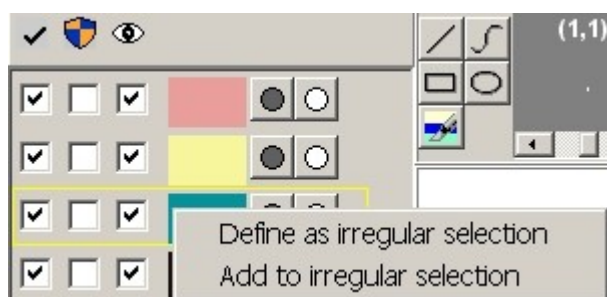 (1,1)
Define as irregular selection
Add to irregular selection